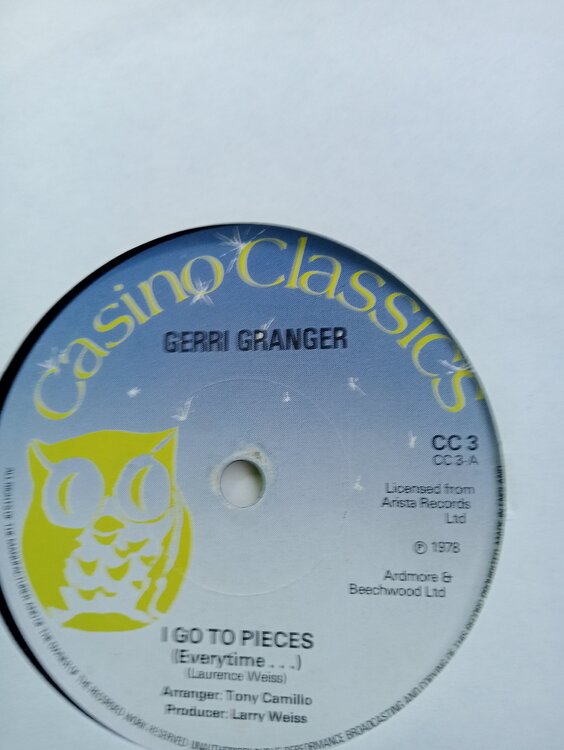 Casino Classics
GERRI GRANGER
CC 3
CC 3-A
Licensed from
Arista Records
Ltd
℗ 1978
Ardmore &
Beechwood Ltd
I GO TO PIECES
(Everytime . . .)
(Laurence Weiss)
Arranger: Tony Camillo
Producer: Larry Weiss